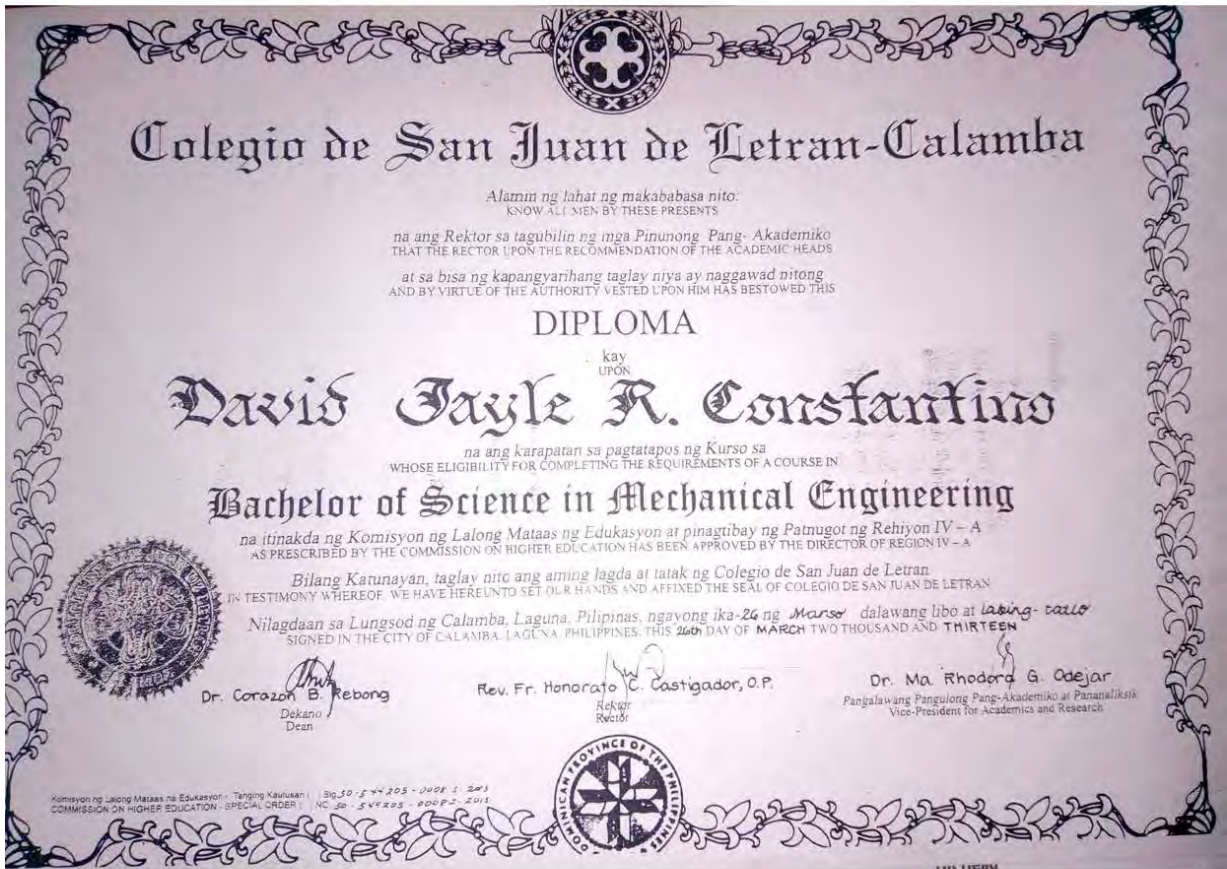 Colegio de San Juan de Letran-Calamba
Alamin ng lahat ng makababasa nito:
KNOW ALL MEN BY THESE PRESENTS
na ang Rektor sa tagubilin ng mga Pinunong Pang- Akademiko
THAT THE RECTOR UPON THE RECOMMENDATION OF THE ACADEMIC HEADS
at sa bisa ng kapangyarihang taglay niya ay naggawad nitong
AND BY VIRTUE OF THE AUTHORITY VESTED UPON HIM HAS BESTOWED THIS
DIPLOMA
kay
UPON
David Jayle R. Constantino
na ang karapatan sa pagtatapos ng Kurso sa
WHOSE ELIGIBILITY FOR COMPLETING THE REQUIREMENTS OF A COURSE IN
Bachelor of Science in Mechanical Engineering
na itinakda ng Komisyon ng Lalong Mataas ng Edukasyon at pinagtibay ng Patnugot ng Rehiyon IV – A
AS PRESCRIBED BY THE COMMISSION ON HIGHER EDUCATION HAS BEEN APPROVED BY THE DIRECTOR OF REGION IV – A
Bilang Katunayan, taglay nito ang aming lagda at tatak ng Colegio de San Juan de Letran
IN TESTIMONY WHEREOF, WE HAVE HEREUNTO SET OUR HANDS AND AFFIXED THE SEAL OF COLEGIO DE SAN JUAN DE LETRAN
Nilagdaan sa Lungsod ng Calamba, Laguna, Pilipinas, ngayong ika-26 ng Marso dalawang libo at labing-tatlo
SIGNED IN THE CITY OF CALAMBA, LAGUNA, PHILIPPINES, THIS 26th DAY OF MARCH TWO THOUSAND AND THIRTEEN
Dr. Corazon B. Rebong
Dekano
Dean
Rev. Fr. Honorato C. Castigador, O.P.
Rektor
Rector
Dr. Ma. Rhodora G. Odejar
Pangalawang Pangulong Pang-Akademiko at Pananaliksik
Vice-President for Academics and Research
DOMINICAN PROVINCE OF THE PHILIPPINES
Komisyon ng Lalong Mataas na Edukasyon - Tanging Kautusan
COMMISSION ON HIGHER EDUCATION - SPECIAL ORDER